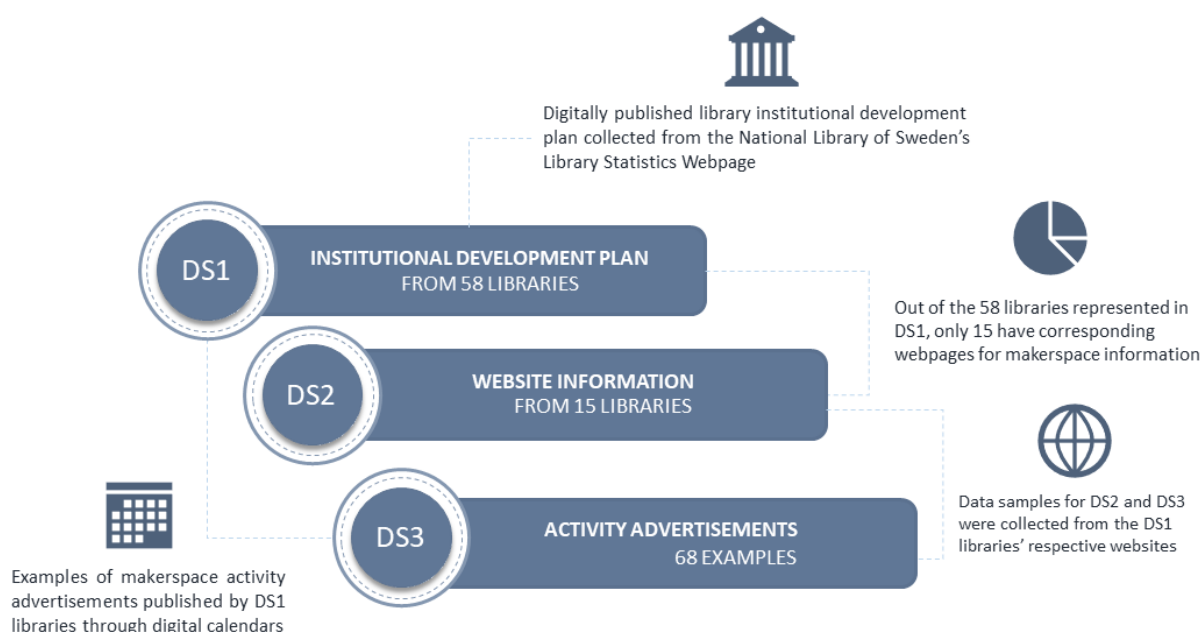 Digitally published library institutional development
plan collected from the National Library of Sweden's
Library Statistics Webpage
DS1
INSTITUTIONAL DEVELOPMENT PLAN
FROM 58 LIBRARIES
Out of the 58 libraries represented in
DS1, only 15 have corresponding
webpages for makerspace information
DS2
WEBSITE INFORMATION
FROM 15 LIBRARIES
Data samples for DS2 and DS3
were collected from the DS1
libraries' respective websites
DS3
ACTIVITY ADVERTISEMENTS
68 EXAMPLES
Examples of makerspace activity
advertisements published by DS1
libraries through digital calendars